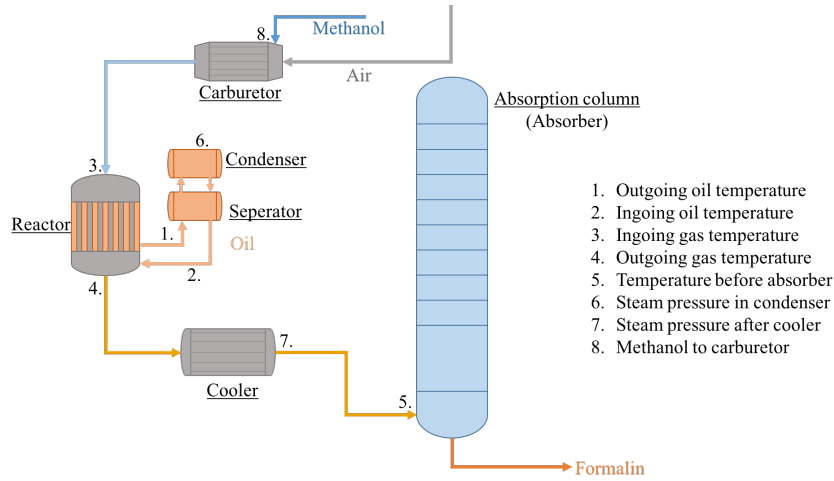 8.
Methanol
Air
Carburetor
Absorption column
(Absorber)
3.
6.
Condenser
Seperator
Reactor
1.
Oil
2.
4.
7.
Cooler
5.
Formalin
1. Outgoing oil temperature
2. Ingoing oil temperature
3. Ingoing gas temperature
4. Outgoing gas temperature
5. Temperature before absorber
6. Steam pressure in condenser
7. Steam pressure after cooler
8. Methanol to carburetor